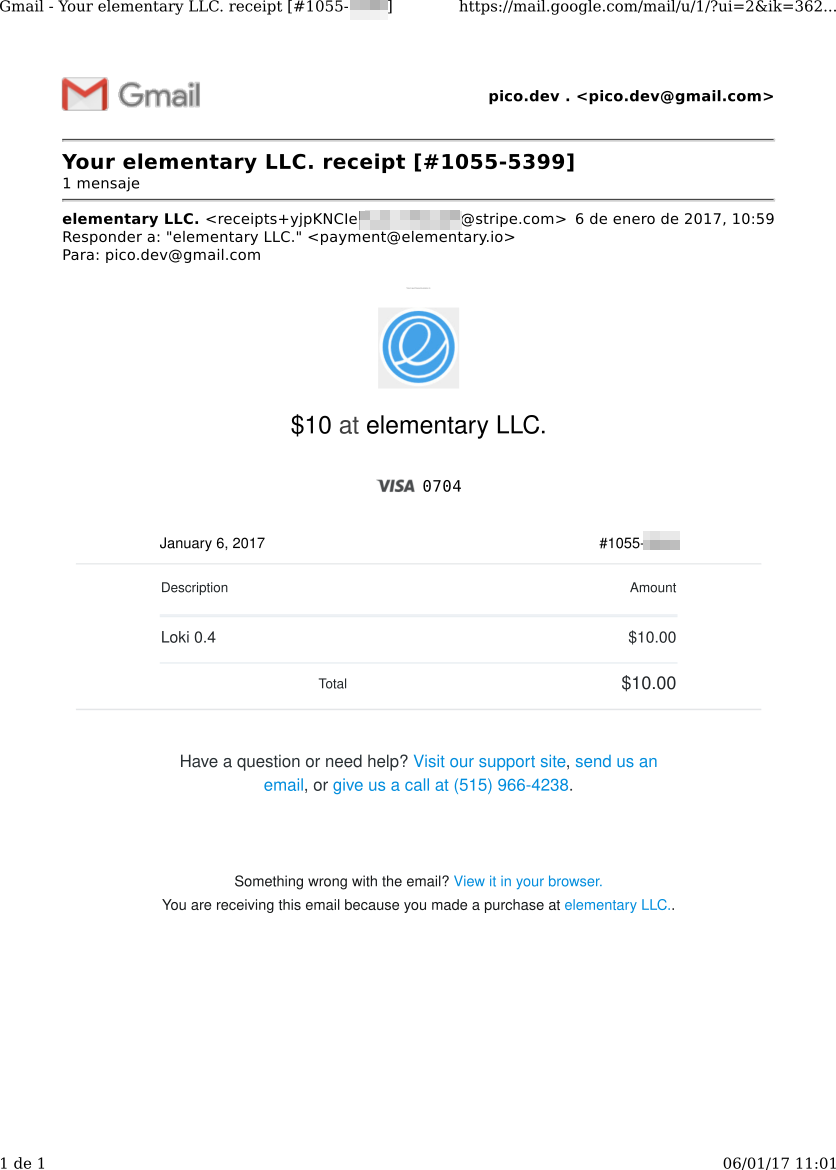 Gmail - Your elementary LLC. receipt [#1055- ]
https://mail.google.com/mail/u/1/?ui=2&ik=362...
Gmail
pico.dev . <pico.dev@gmail.com>
Your elementary LLC. receipt [#1055-5399]
1 mensaje
elementary LLC. <receipts+yjpKNCIe @stripe.com> 6 de enero de 2017, 10:59
Responder a: "elementary LLC." <payment@elementary.io>
Para: pico.dev@gmail.com
$10 at elementary LLC.
VISA 0704
January 6, 2017 #1055-
Description Amount
Loki 0.4 $10.00
Total $10.00
Have a question or need help? Visit our support site, send us an
email, or give us a call at (515) 966-4238.
Something wrong with the email? View it in your browser.
You are receiving this email because you made a purchase at elementary LLC..
1 de 1 06/01/17 11:01